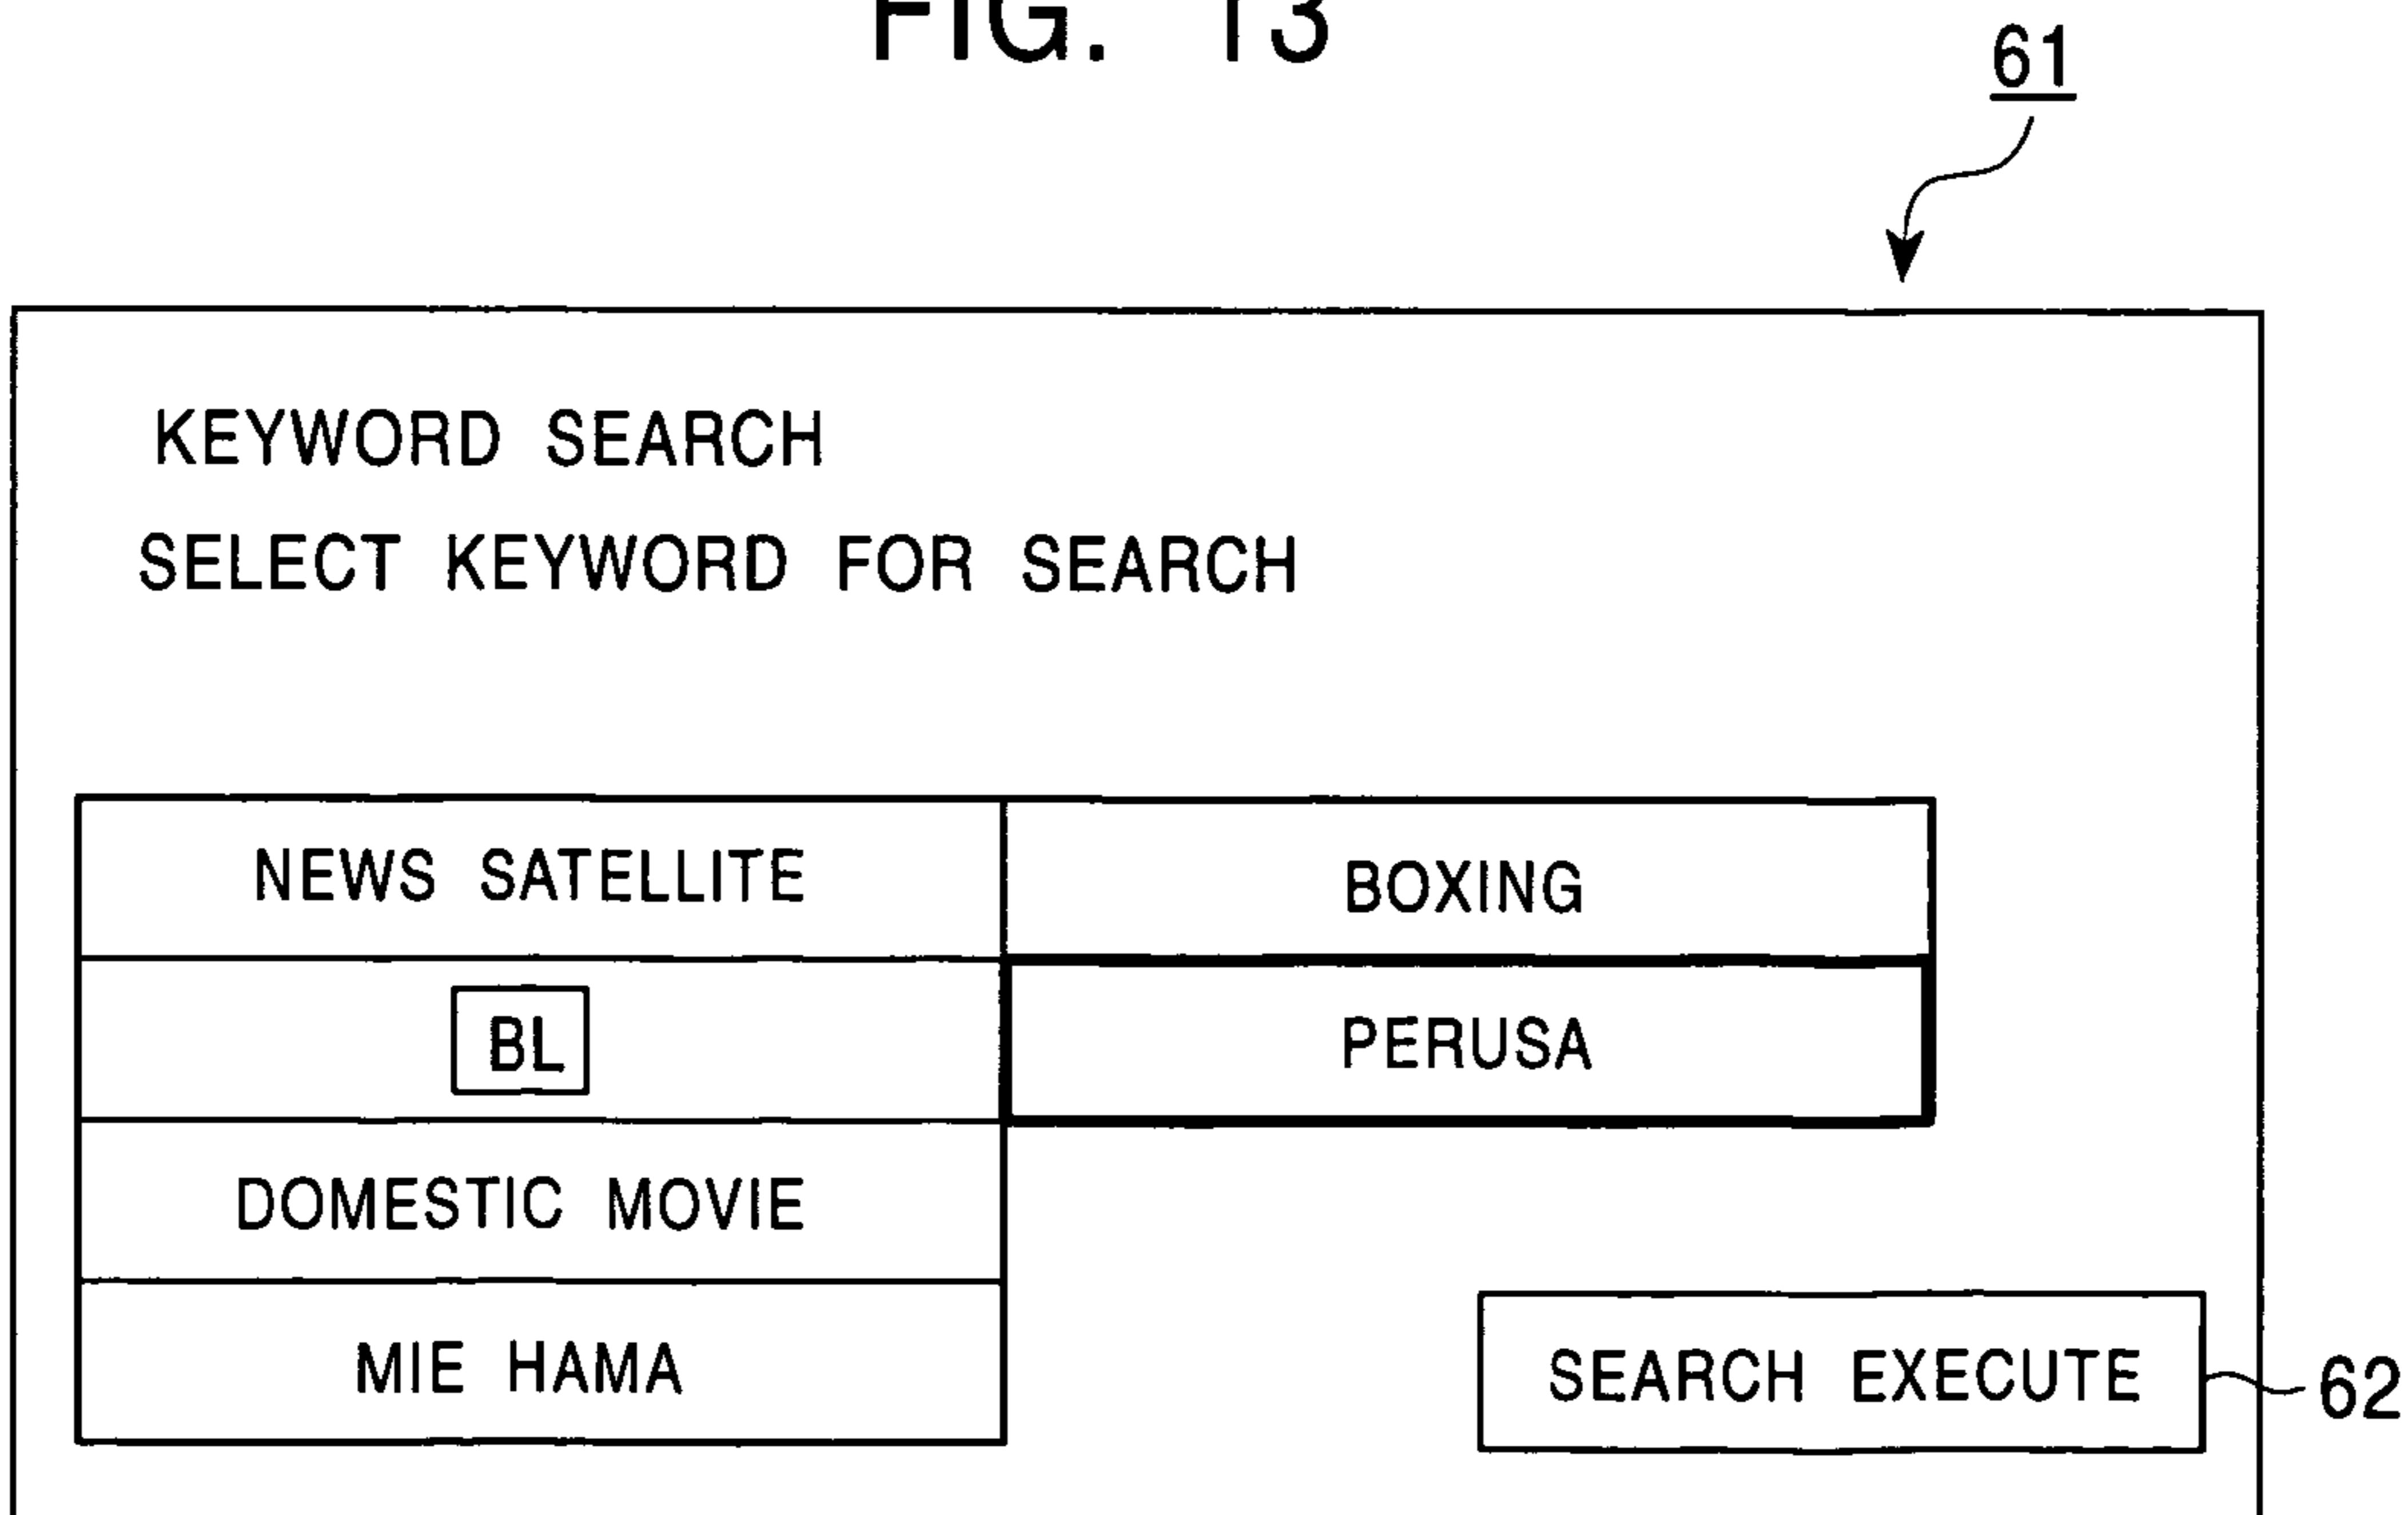 FIG. 13
61
KEYWORD SEARCH
SELECT KEYWORD FOR SEARCH
NEWS SATELLITE
BOXING
BL
PERUSA
DOMESTIC MOVIE
MIE HAMA
SEARCH EXECUTE
62